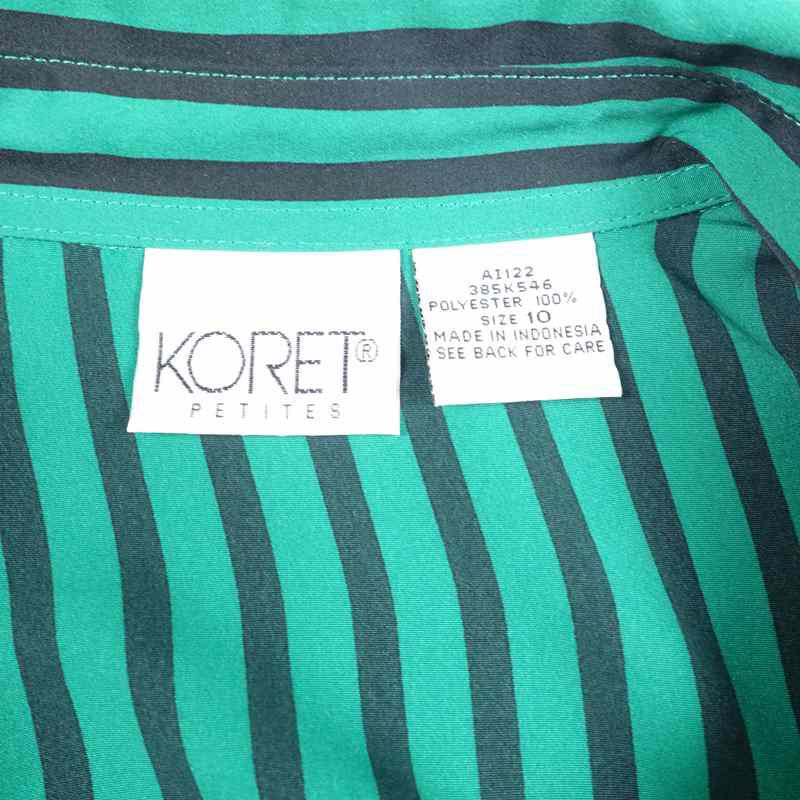 KORET®
PETITES
AI122
385K546
POLYESTER 100%
SIZE 10
MADE IN INDONESIA
SEE BACK FOR CARE